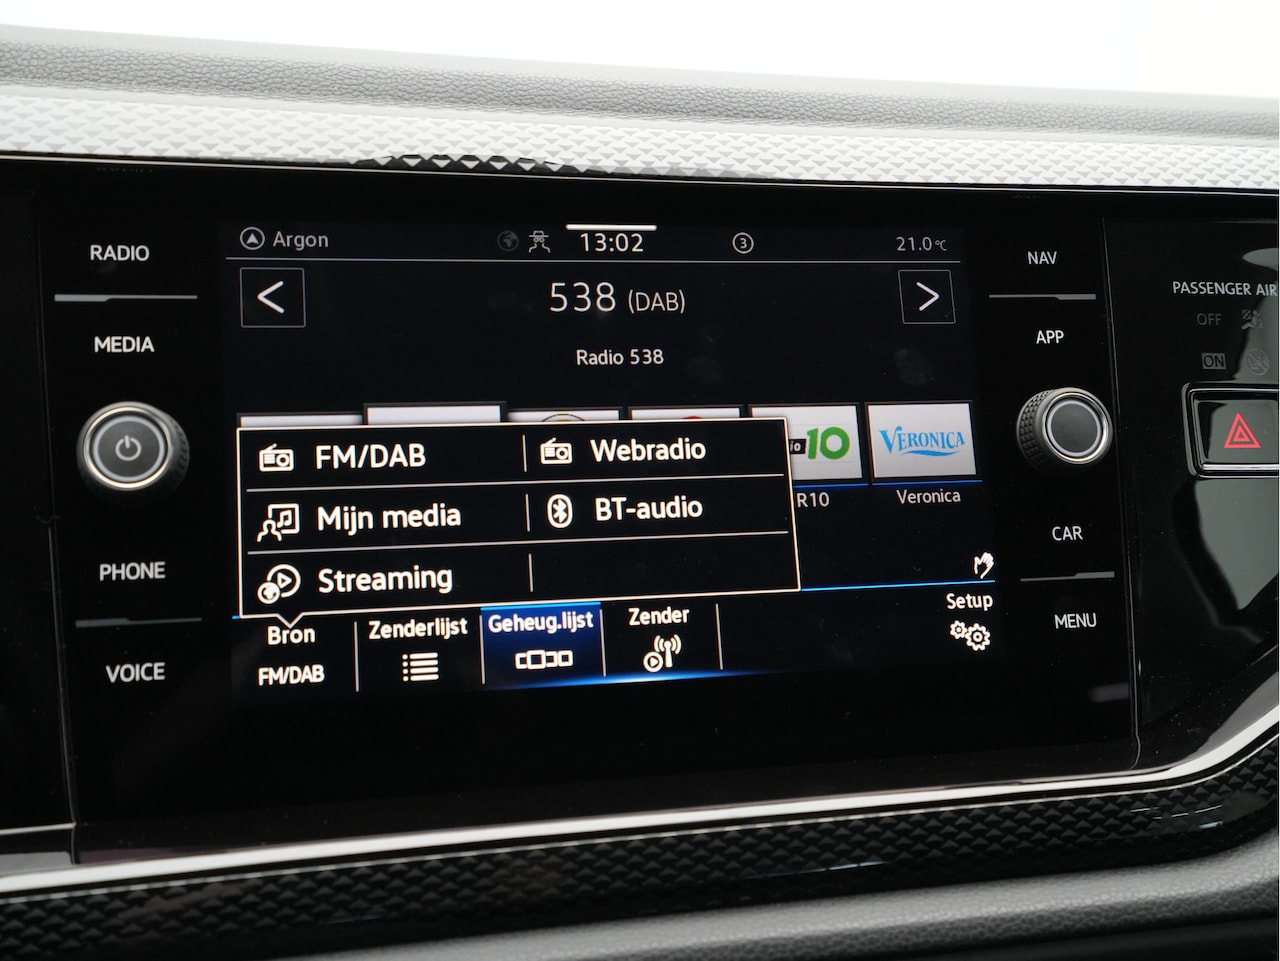 RADIO
MEDIA
PHONE
VOICE
Argon
13:02
3
21.0°C
538 (DAB)
Radio 538
10
VERONICA
R10
Veronica
FM/DAB
Webradio
Mijn media
BT-audio
Streaming
Bron
FM/DAB
Zenderlijst
Geheug.lijst
Zender
Setup
NAV
APP
CAR
MENU
PASSENGER AIR
OFF
ON